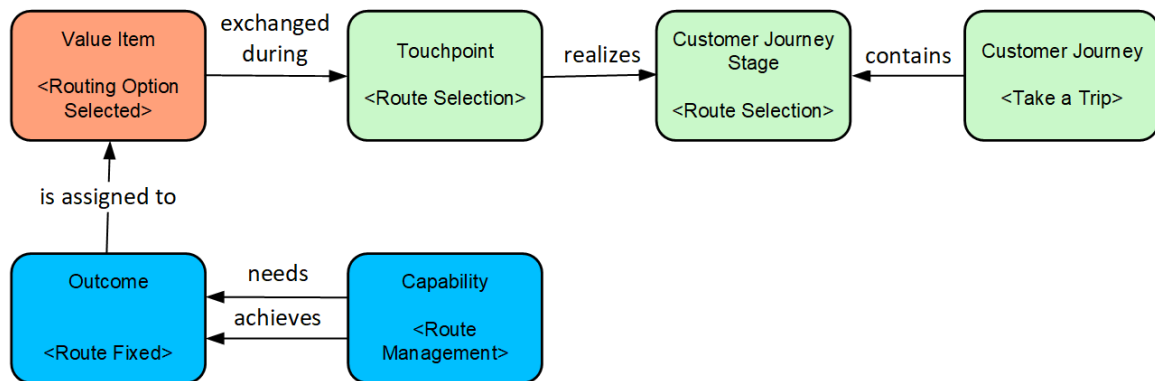 Value Item
<Routing Option
Selected>
exchanged
during
Touchpoint
<Route Selection>
realizes
Customer Journey
Stage
<Route Selection>
contains
Customer Journey
<Take a Trip>
is assigned to
Outcome
<Route Fixed>
needs
achieves
Capability
<Route
Management>